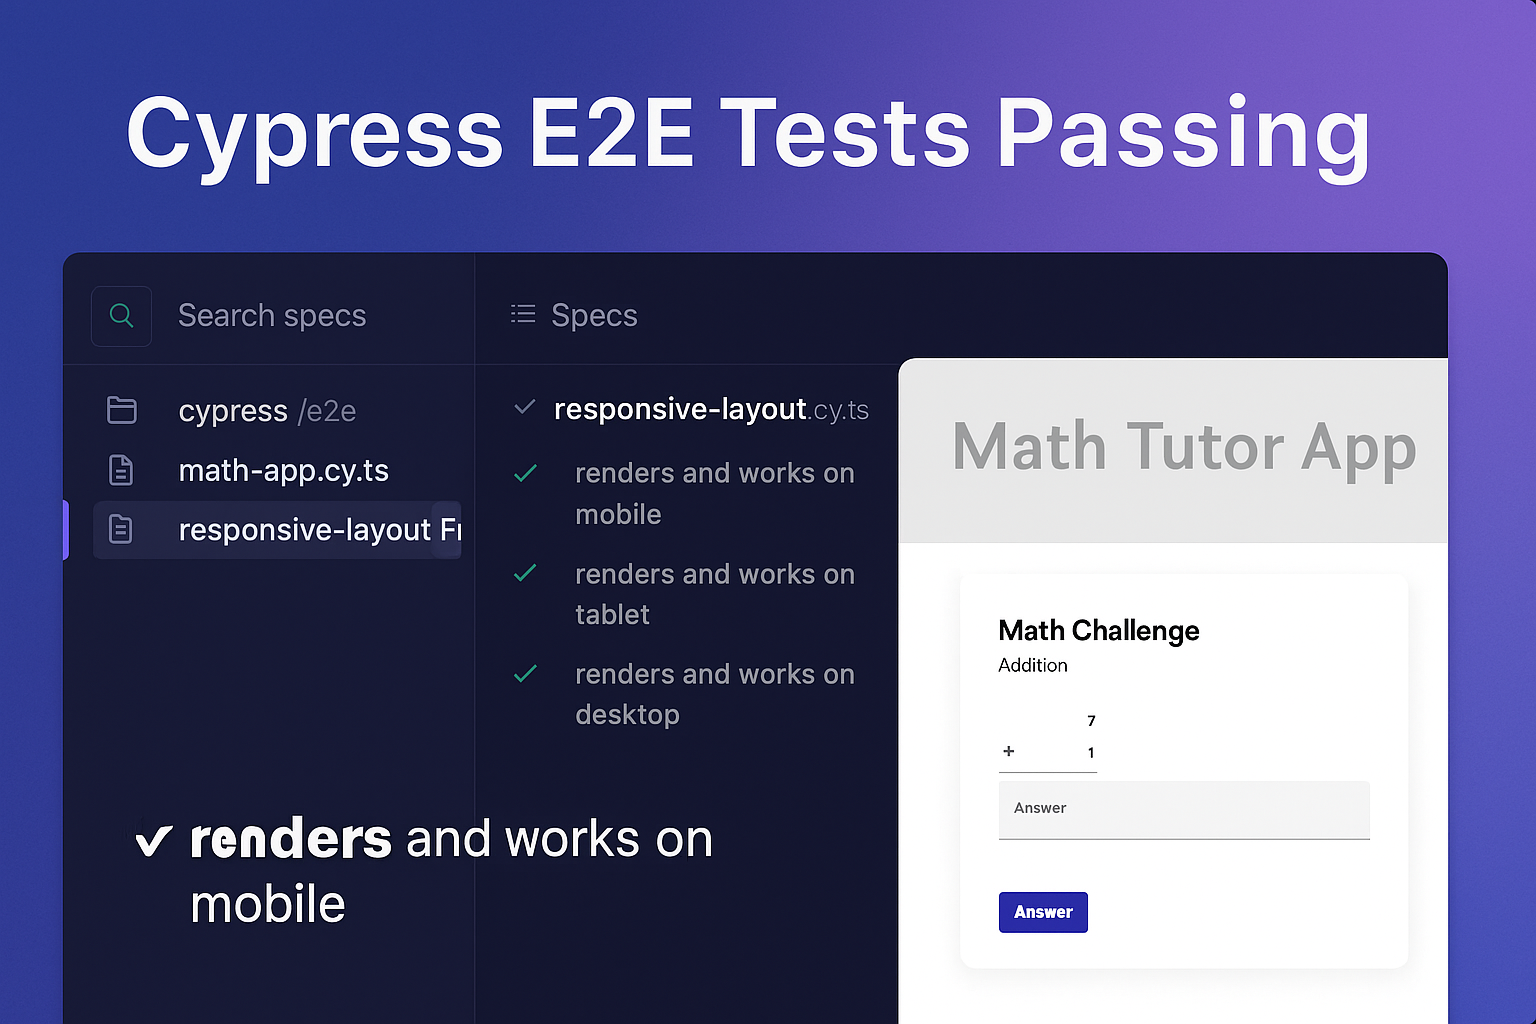 Cypress E2E Tests Passing
Search specs
cypress /e2e
math-app.cy.ts
responsive-layout Fr
Specs
responsive-layout.cy.ts
renders and works on
mobile
renders and works on
tablet
renders and works on
desktop
✓ renders and works on
mobile
Math Tutor App
Math Challenge
Addition
7
+ 1
Answer
Answer